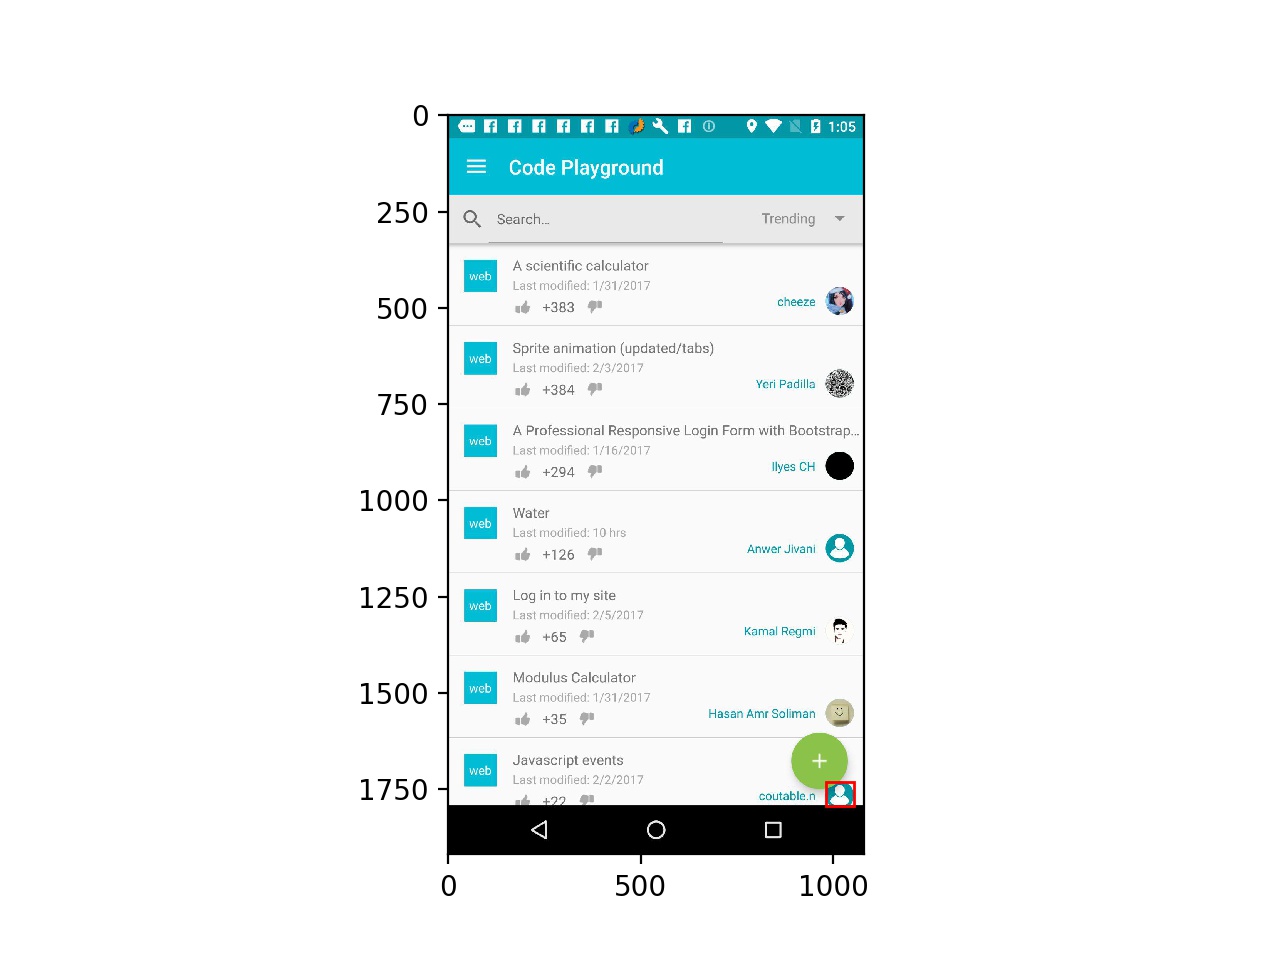 0
250
500
750
1000
1250
1500
1750
0
500
1000
1:05
Code Playground
Search...
Trending
web
A scientific calculator
Last modified: 1/31/2017
+383
cheeze
web
Sprite animation (updated/tabs)
Last modified: 2/3/2017
+384
Yeri Padilla
web
A Professional Responsive Login Form with Bootstrap...
Last modified: 1/16/2017
+294
Ilyes CH
web
Water
Last modified: 10 hrs
+126
Anwer Jivani
web
Log in to my site
Last modified: 2/5/2017
+65
Kamal Regmi
web
Modulus Calculator
Last modified: 1/31/2017
+35
Hasan Amr Soliman
web
Javascript events
Last modified: 2/2/2017
+22
coutable.n
+